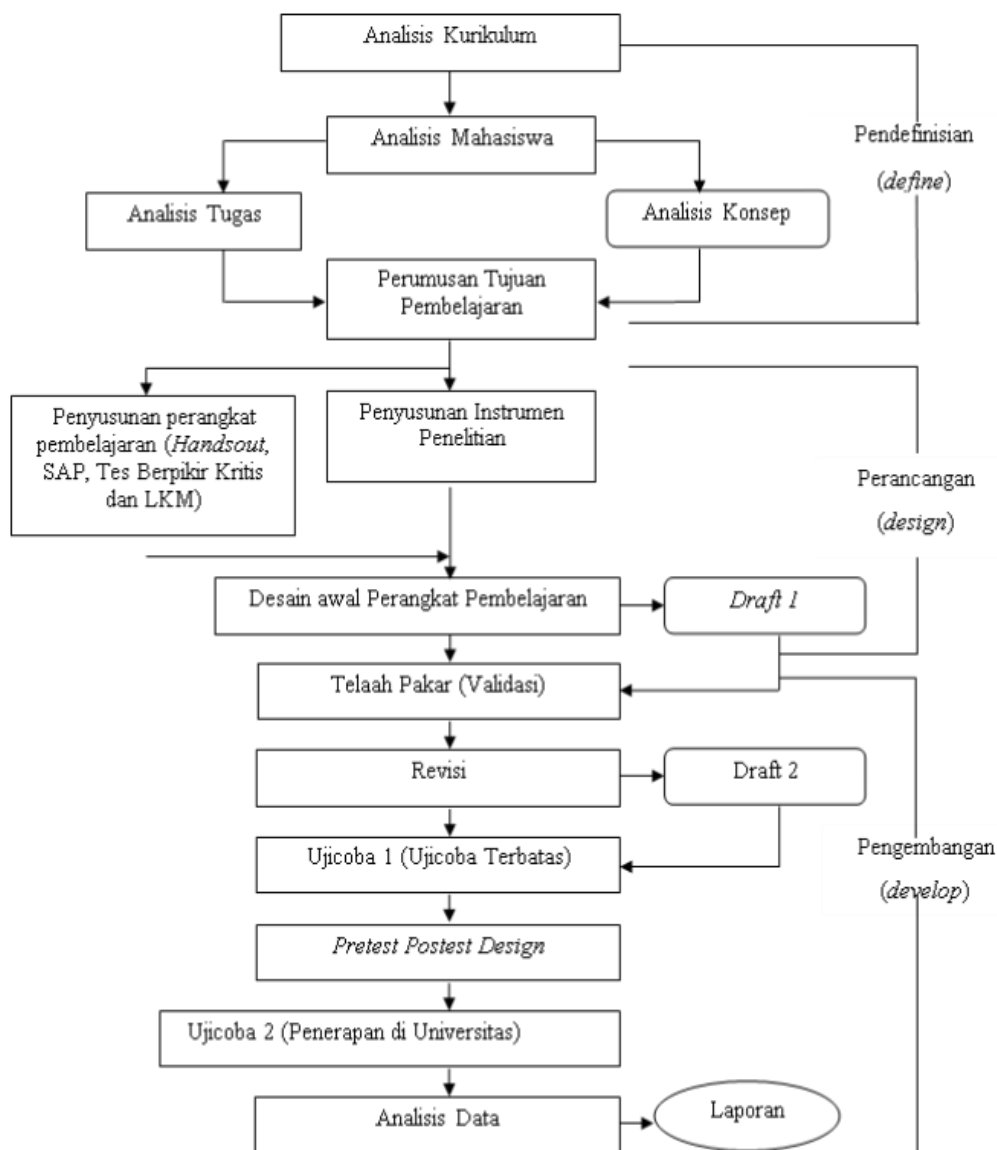 Analisis Kurikulum
Analisis Mahasiswa
Pendefinisian
(define)
Analisis Tugas
Analisis Konsep
Perumusan Tujuan
Pembelajaran
Penyusunan perangkat
pembelajaran (Handsout,
SAP, Tes Berpikir Kritis
dan LKM)
Penyusunan Instrumen
Penelitian
Perancangan
(design)
Desain awal Perangkat Pembelajaran
Draft 1
Telaah Pakar (Validasi)
Revisi
Draft 2
Ujicoba 1 (Ujicoba Terbatas)
Pengembangan
(develop)
Pretest Postest Design
Ujicoba 2 (Penerapan di Universitas)
Analisis Data
Laporan